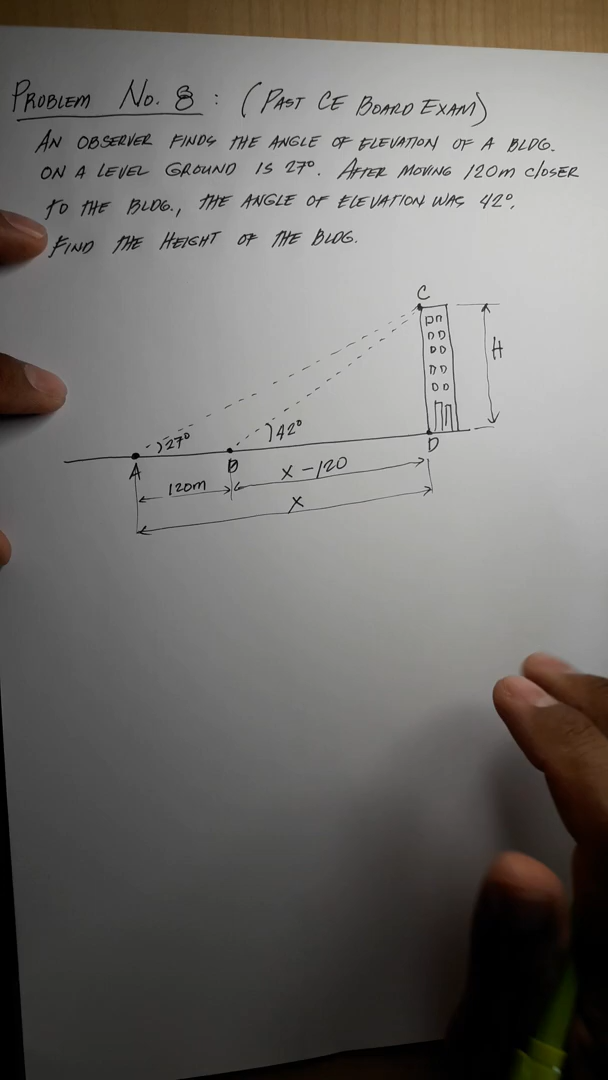 PROBLEM No. 8 : (PAST CE BOARD EXAM)
AN OBSERVER FINDS THE ANGLE OF ELEVATION OF A BLDG.
ON A LEVEL GROUND IS 27°. AFTER MOVING 120m CLOSER
TO THE BLDG., THE ANGLE OF ELEVATION WAS 42°.
FIND THE HEIGHT OF THE BLDG.
C
H
27°
42°
A
B
D
120m
X - 120
X